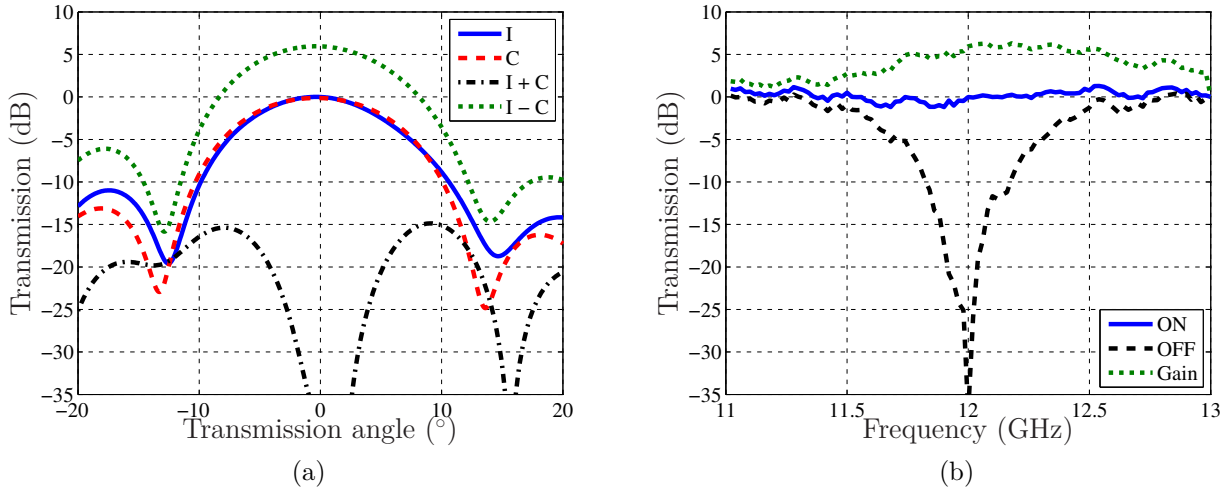 10
5
0
−5
−10
−15
−20
−25
−30
−35
−20
−10
0
10
20
Transmission (dB)
Transmission angle (°)
I
C
I + C
I − C
(a)
10
5
0
−5
−10
−15
−20
−25
−30
−35
11
11.5
12
12.5
13
Transmission (dB)
Frequency (GHz)
ON
OFF
Gain
(b)